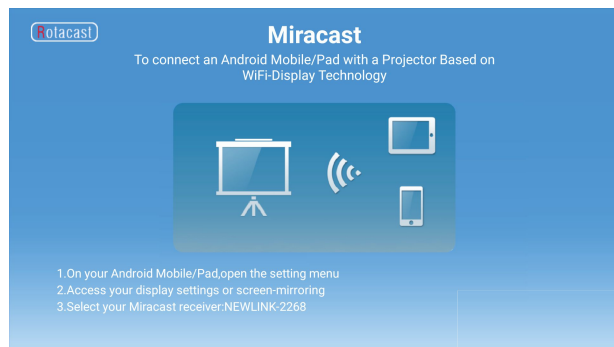 Rotacast
Miracast
To connect an Android Mobile/Pad with a Projector Based on
WiFi-Display Technology
1.On your Android Mobile/Pad,open the setting menu
2.Access your display settings or screen-mirroring
3.Select your Miracast receiver:NEWLINK-2268